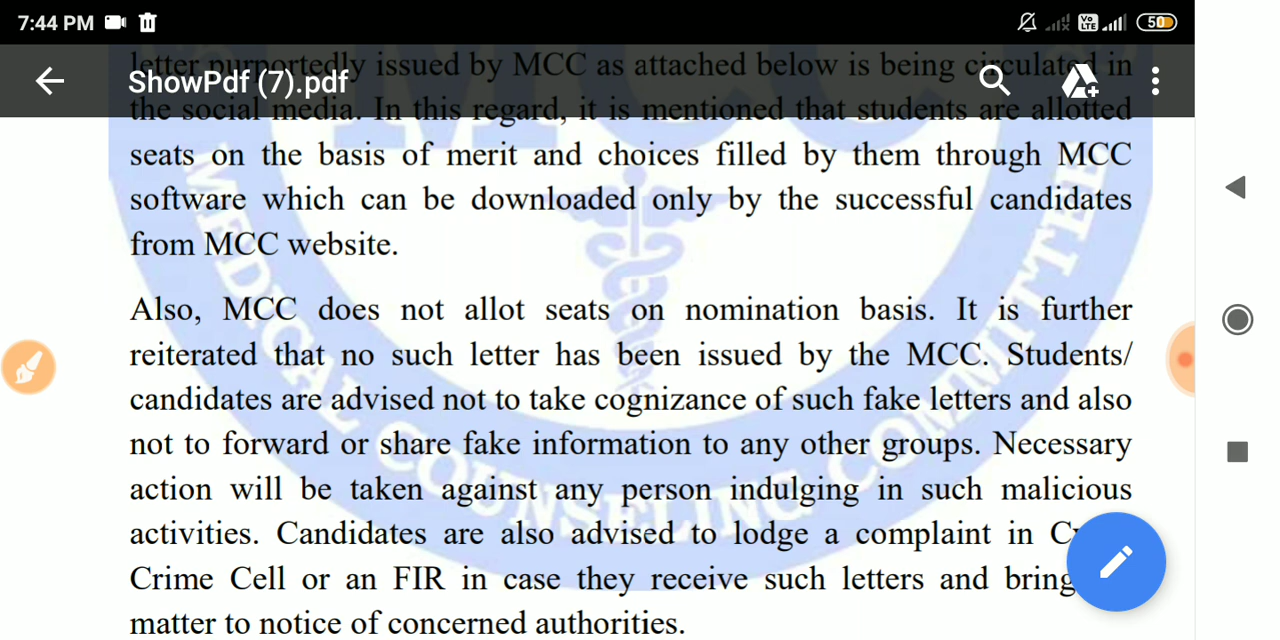 7:44 PM Vo LTE 50
letter purportedly issued by MCC as attached below is being circulated in
ShowPdf (7).pdf
the social media. In this regard, it is mentioned that students are allotted
seats on the basis of merit and choices filled by them through MCC
software which can be downloaded only by the successful candidates
from MCC website.
Also, MCC does not allot seats on nomination basis. It is further
reiterated that no such letter has been issued by the MCC. Students/
candidates are advised not to take cognizance of such fake letters and also
not to forward or share fake information to any other groups. Necessary
action will be taken against any person indulging in such malicious
activities. Candidates are also advised to lodge a complaint in
Crime Cell or an FIR in case they receive such letters and bring
matter to notice of concerned authorities.
MCC
MEDICAL COUNSELING COMMITTEE